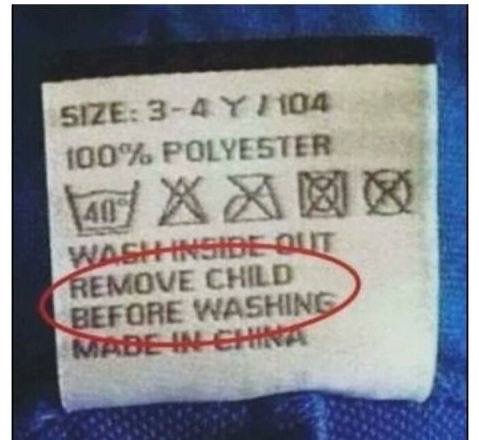 SIZE: 3-4 Y / 104
100% POLYESTER
40°
WASH INSIDE OUT
REMOVE CHILD
BEFORE WASHING
MADE IN CHINA